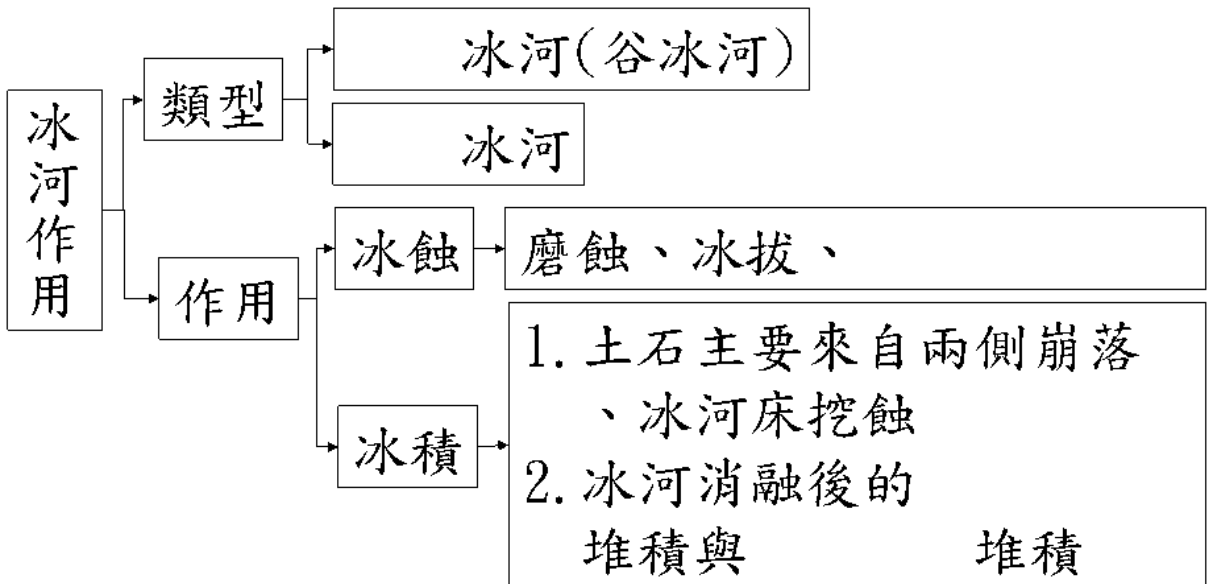 冰河作用
類型
冰河(谷冰河)
冰河
作用
冰蝕
磨蝕、冰拔、
冰積
1. 土石主要來自兩側崩落
、冰河床挖蝕
2. 冰河消融後的
堆積與 堆積